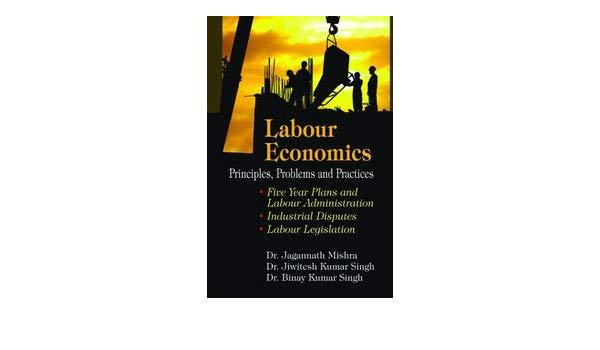 Labour
Economics
Principles, Problems and Practices
• Five Year Plans and
Labour Administration
• Industrial Disputes
• Labour Legislation
Dr. Jagannath Mishra
Dr. Jiwitesh Kumar Singh
Dr. Binay Kumar Singh